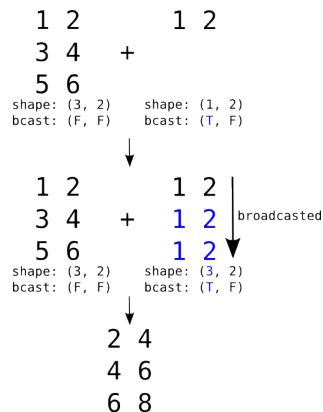 1 2 1 2
3 4 +
5 6
shape: (3, 2) shape: (1, 2)
bcast: (F, F) bcast: (T, F)
1 2 1 2
3 4 + 1 2 broadcasted
5 6 1 2
shape: (3, 2) shape: (3, 2)
bcast: (F, F) bcast: (T, F)
2 4
4 6
6 8